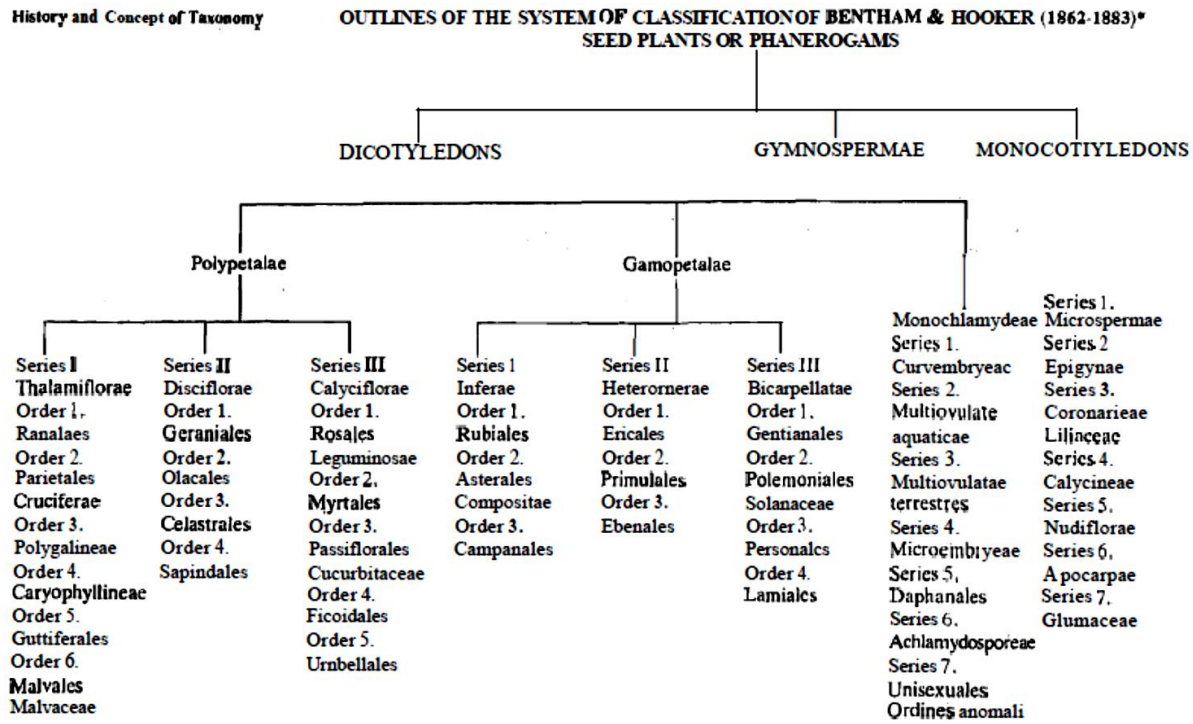 History and Concept of Taxonomy
OUTLINES OF THE SYSTEM OF CLASSIFICATION OF BENTHAM & HOOKER (1862-1883)*
SEED PLANTS OR PHANEROGAMS
DICOTYLEDONS
GYMNOSPERMAE
MONOCOTIYLEDONS
Polypetalae
Gamopetalae
Series I
Thalamiflorae
Order 1.
Ranalaes
Order 2.
Parietales
Cruciferae
Order 3.
Polygalineae
Order 4.
Caryophyllineae
Order 5.
Guttiferales
Order 6.
Malvales
Malvaceae
Series II
Disciflorae
Order 1.
Geraniales
Order 2.
Olacales
Order 3.
Celastrales
Order 4.
Sapindales
Series III
Calyciflorae
Order 1.
Rosales
Leguminosae
Order 2.
Myrtales
Order 3.
Passiflorales
Cucurbitaceae
Order 4.
Ficoidales
Order 5.
Urnbellales
Series 1
Inferae
Order 1.
Rubiales
Order 2.
Asterales
Compositae
Order 3.
Campanales
Series II
Heternerae
Order 1.
Ericales
Order 2.
Primulales
Order 3.
Ebenales
Series III
Bicarpellatae
Order 1.
Gentianales
Order 2.
Polemoniales
Solanaceae
Order 3.
Personalcs
Order 4.
Lamiales
Monochlamydeae
Series 1.
Curvembryeac
Series 2.
Multiovulate
aquaticae
Series 3.
Multiovulatae
terrestres
Series 4.
Microembryeae
Series 5.
Daphanales
Series 6.
Achlamydosporeae
Series 7.
Unisexuales
Ordines anomali
Series 1.
Microspermae
Series 2
Epigynae
Series 3.
Coronarieae
Liliaceae
Series 4.
Calycineae
Series 5.
Nudiflorae
Series 6.
Apocarpae
Series 7.
Glumaceae